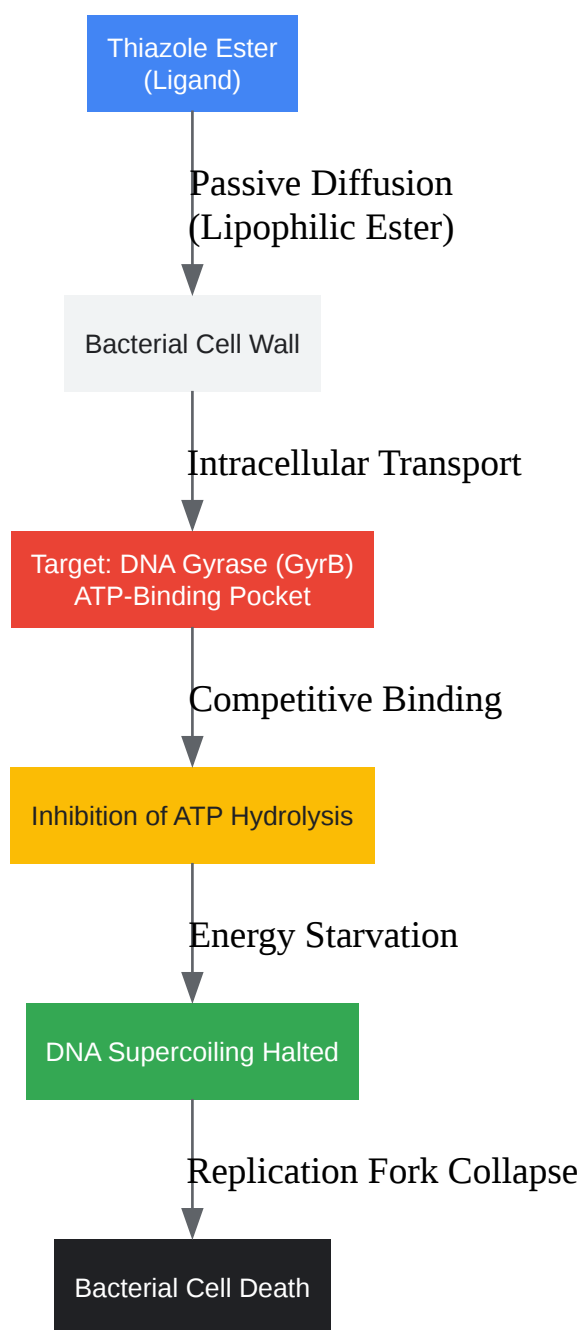 Thiazole Ester
(Ligand)
Passive Diffusion
(Lipophilic Ester)
Bacterial Cell Wall
Intracellular Transport
Target: DNA Gyrase (GyrB)
ATP-Binding Pocket
Competitive Binding
Inhibition of ATP Hydrolysis
Energy Starvation
DNA Supercoiling Halted
Replication Fork Collapse
Bacterial Cell Death